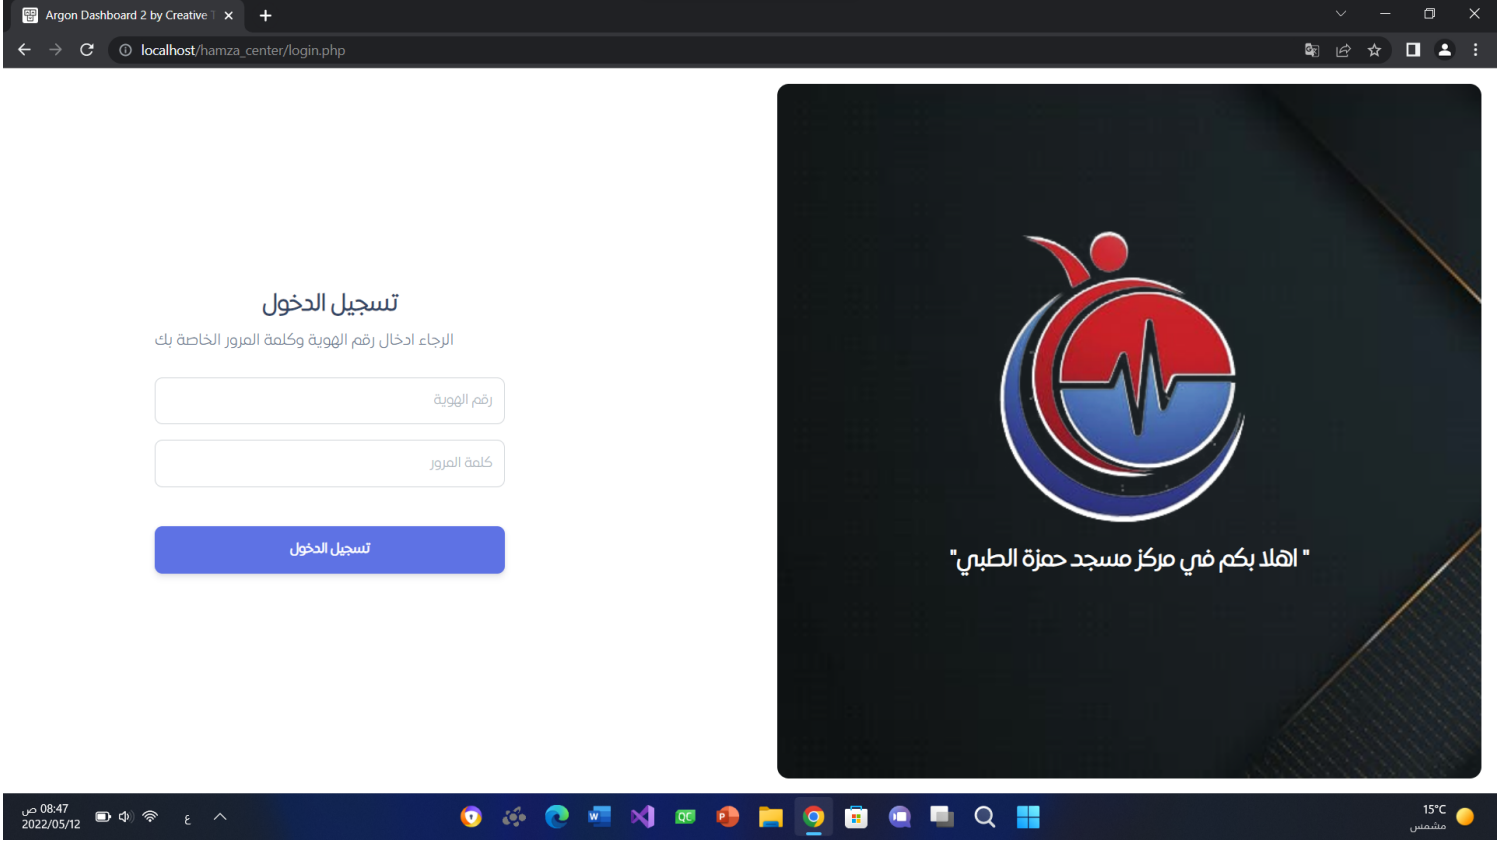 Argon Dashboard 2 by Creative T
localhost/hamza_center/login.php
تسجيل الدخول
الرجاء ادخال رقم الهوية وكلمة المرور الخاصة بك
رقم الهوية
كلمة المرور
تسجيل الدخول
" اهلا بكم في مركز مسجد حمزة الطبي"
08:47 ص
2022/05/12
ع
W
QC
P
15°C
مشمس